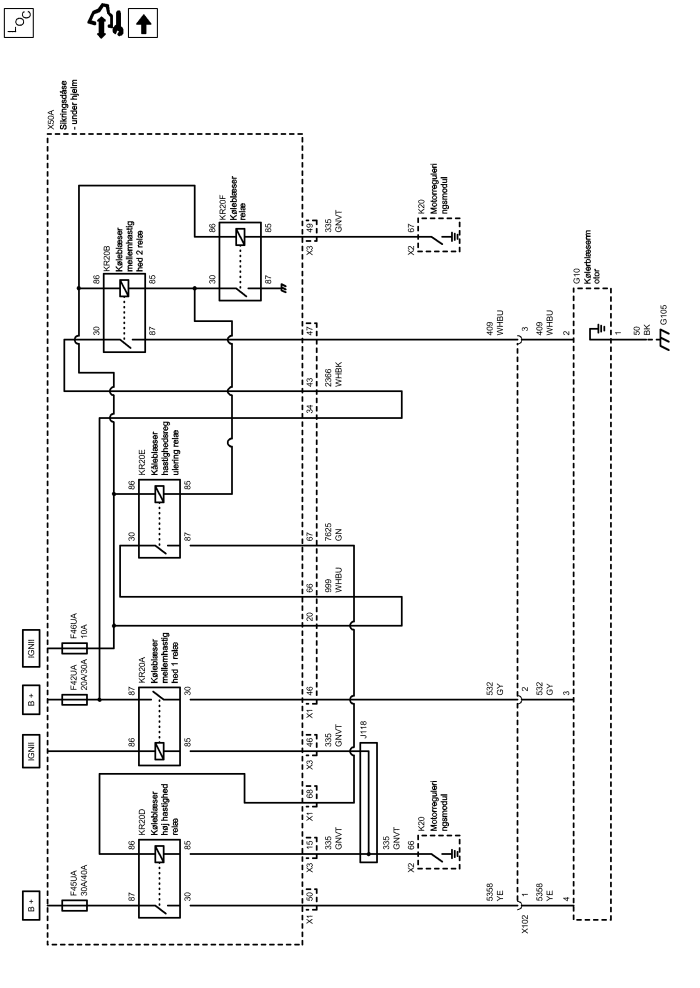 LOC
X50A
Sikringsdåse
- under hjelm
KR20F
Køleblæser
relæ
86
85
30
87
KR20B
Køleblæser
mellemhastig
hed 2 relæ
86
85
30
87
49
X3
335
GNVT
X2
67
K20
Motorreguleri
ngsmodul
47
409
WHBU
3
409
WHBU
2
G10
Kølerblæserm
otor
1
50
BK
G105
43
2366
WHBK
34
KR20E
Kåleblæser
hastighedsreg
ulering relæ
86
85
30
87
67
7625
GN
66
999
WHBU
20
IGNII
F46UA
10A
B +
F42UA
20A/30A
KR20A
Køleblæser
mellemhastig
hed 1 relæ
87
30
86
85
46
X1
532
GY
2
532
GY
3
IGNII
46
X3
335
GNVT
J118
68
X1
KR20D
Køleblæser
høj hastighed
relæ
86
85
87
30
15
X3
335
GNVT
335
GNVT
66
X2
K20
Motorreguleri
ngsmodul
B +
F45UA
30A/40A
50
X1
5358
YE
1
X102
5358
YE
4